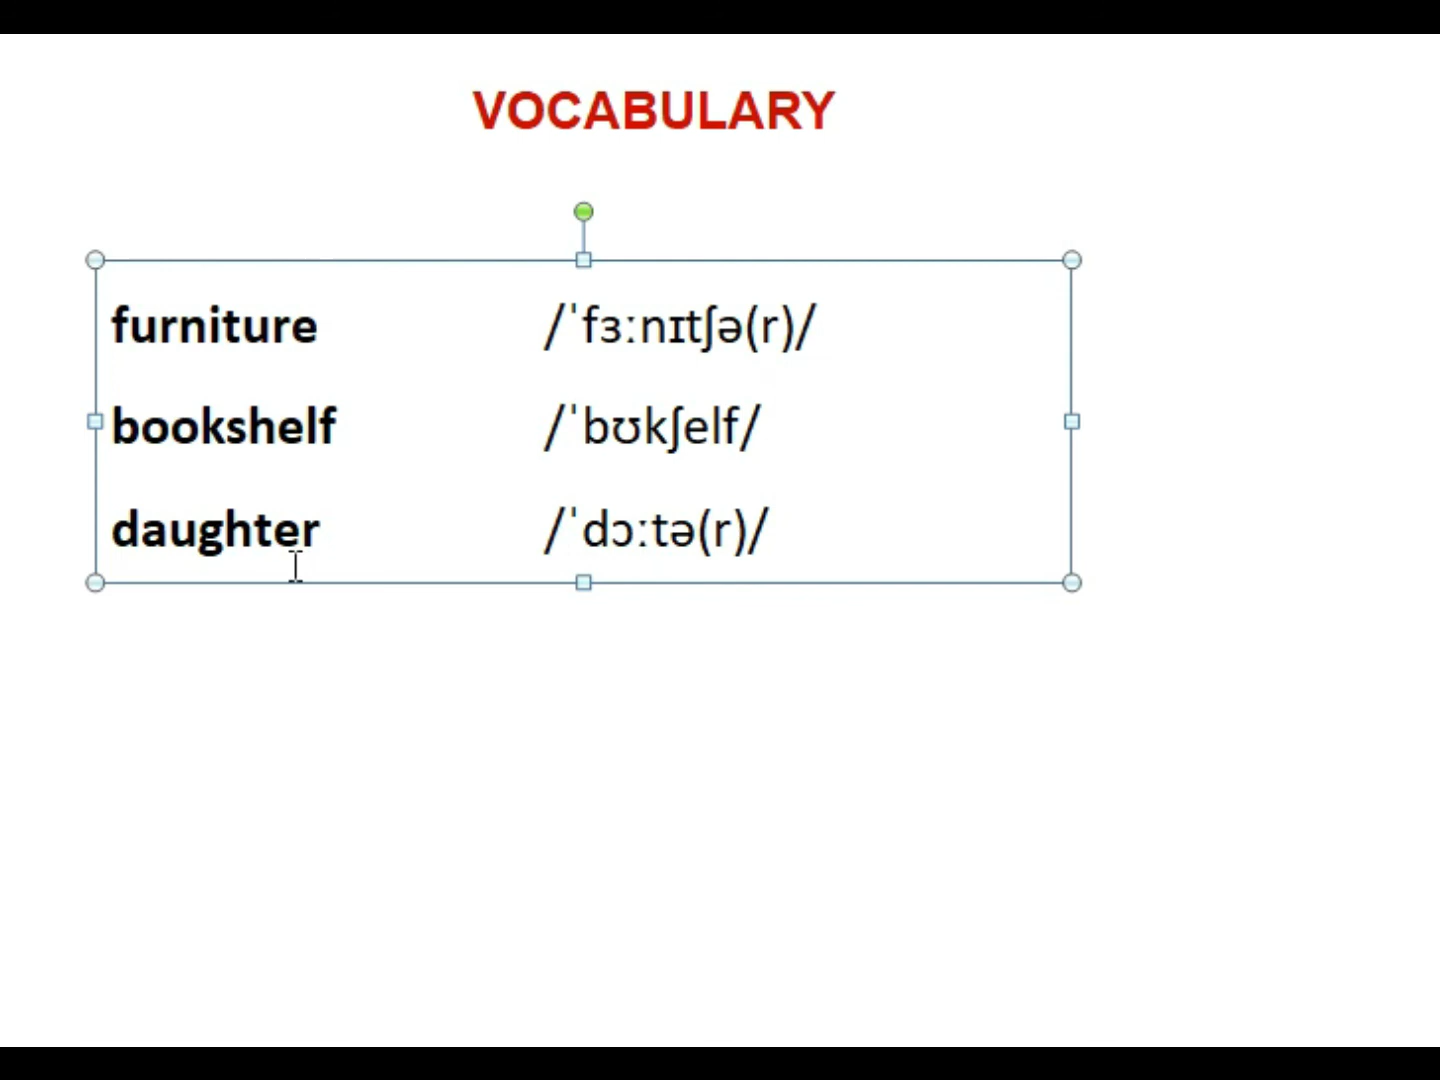 VOCABULARY
furniture /ˈfɜːnɪtʃə(r)/
bookshelf /ˈbʊkʃelf/
daughter /ˈdɔːtə(r)/